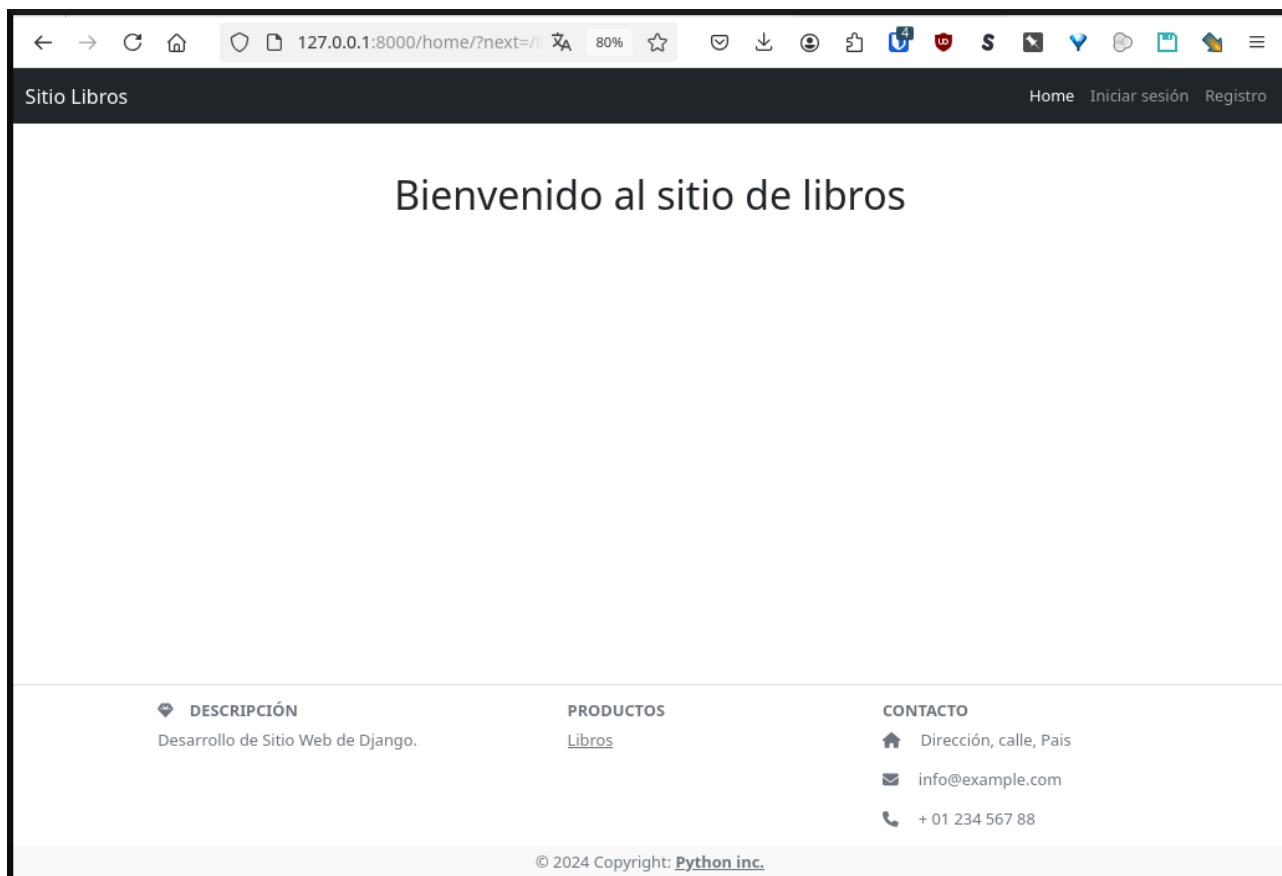 127.0.0.1:8000/home/?next=/
80%
4
Sitio Libros
Home Iniciar sesión Registro
Bienvenido al sitio de libros
DESCRIPCIÓN
Desarrollo de Sitio Web de Django.
PRODUCTOS
Libros
CONTACTO
Dirección, calle, Pais
info@example.com
+ 01 234 567 88
© 2024 Copyright: Python inc.